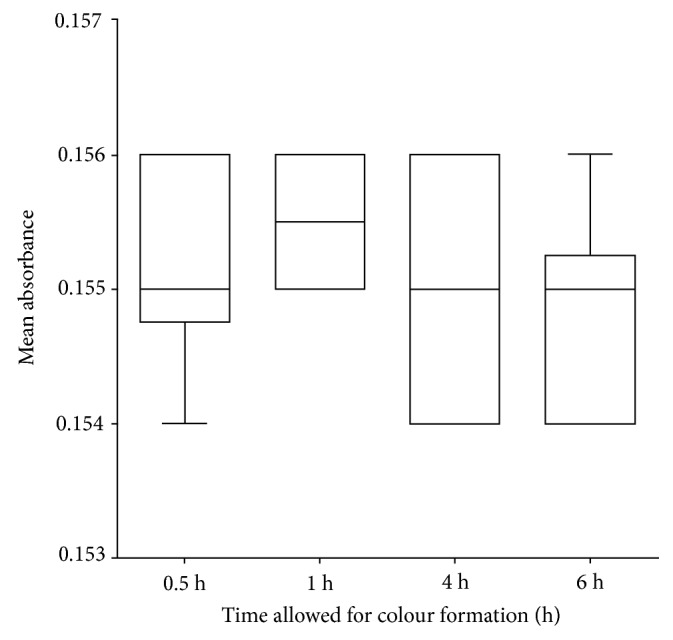 0.157
0.156
0.155
0.154
0.153
Mean absorbance
0.5 h
1 h
4 h
6 h
Time allowed for colour formation (h)